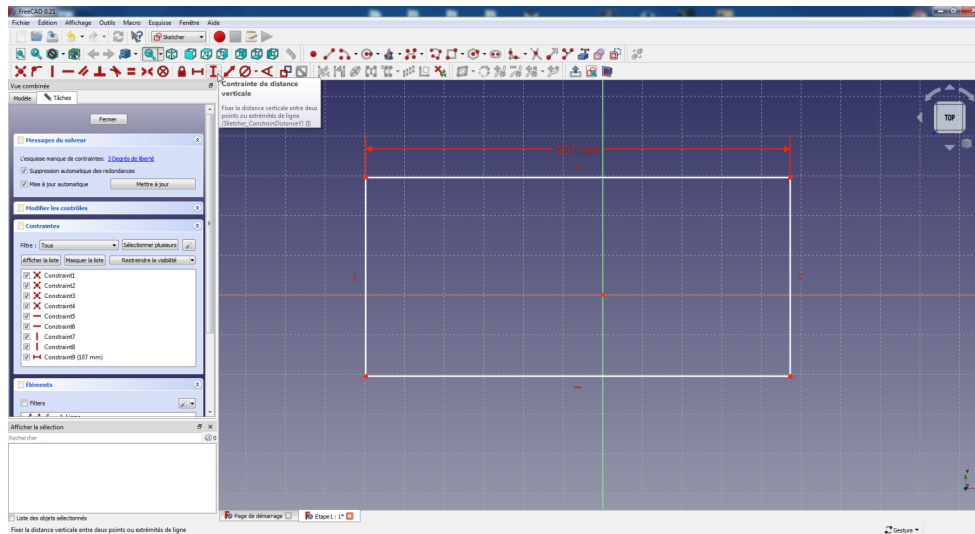 FreeCAD 0.21
Fichier Édition Affichage Outils Macro Esquisse Fenêtre Aide
Sketcher
Vue combinée
Modèle Tâches
Contrainte de distance
verticale
Fixer la distance verticale entre deux
points ou extrémités de ligne
(Sketcher_ConstrainDistanceY) (I)
Fermer
Messages du solveur
L'esquisse manque de contraintes: 3 Degrés de liberté
Suppression automatique des redondances
Mise à jour automatique Mettre à jour
Modifier les contrôles
Contraintes
Filtre : Tous Sélectionner plusieurs
Afficher la liste Masquer la liste Restreindre la visibilité
Constraint1
Constraint2
Constraint3
Constraint4
Constraint5
Constraint6
Constraint7
Constraint8
Constraint9 (107 mm)
Éléments
Filters
107 mm
TOP
Y
Z
Afficher la sélection
Rechercher 0
Liste des objets sélectionnés
Page de démarrage Etape1 : 1*
Fixer la distance verticale entre deux points ou extrémités de ligne
Gesture